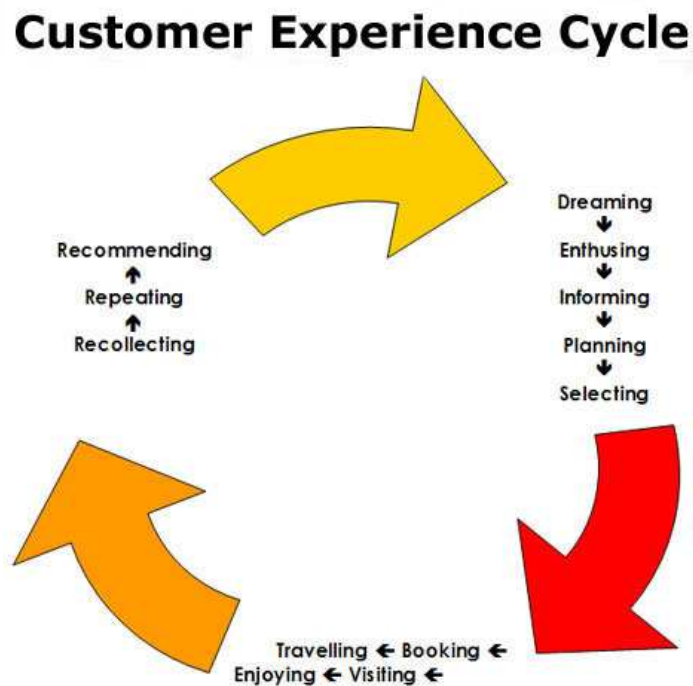 Customer Experience Cycle
Dreaming
Enthusing
Informing
Planning
Selecting
Travelling ← Booking ←
Enjoying ← Visiting ←
Recommending
Repeating
Recollecting